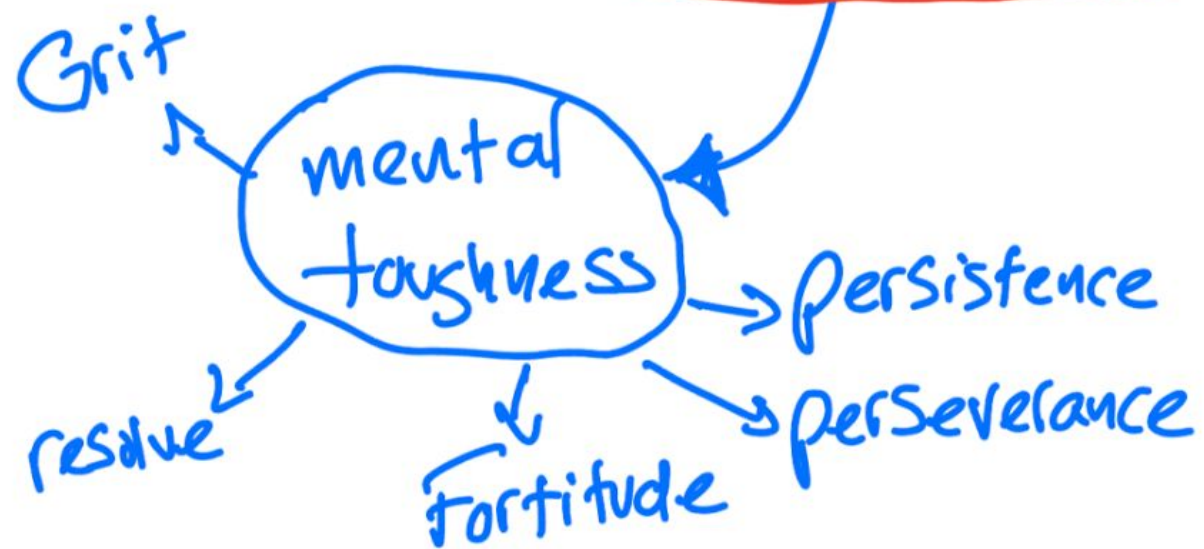 Grit
mental
toughness
persistence
perseverance
resolve
Fortitude